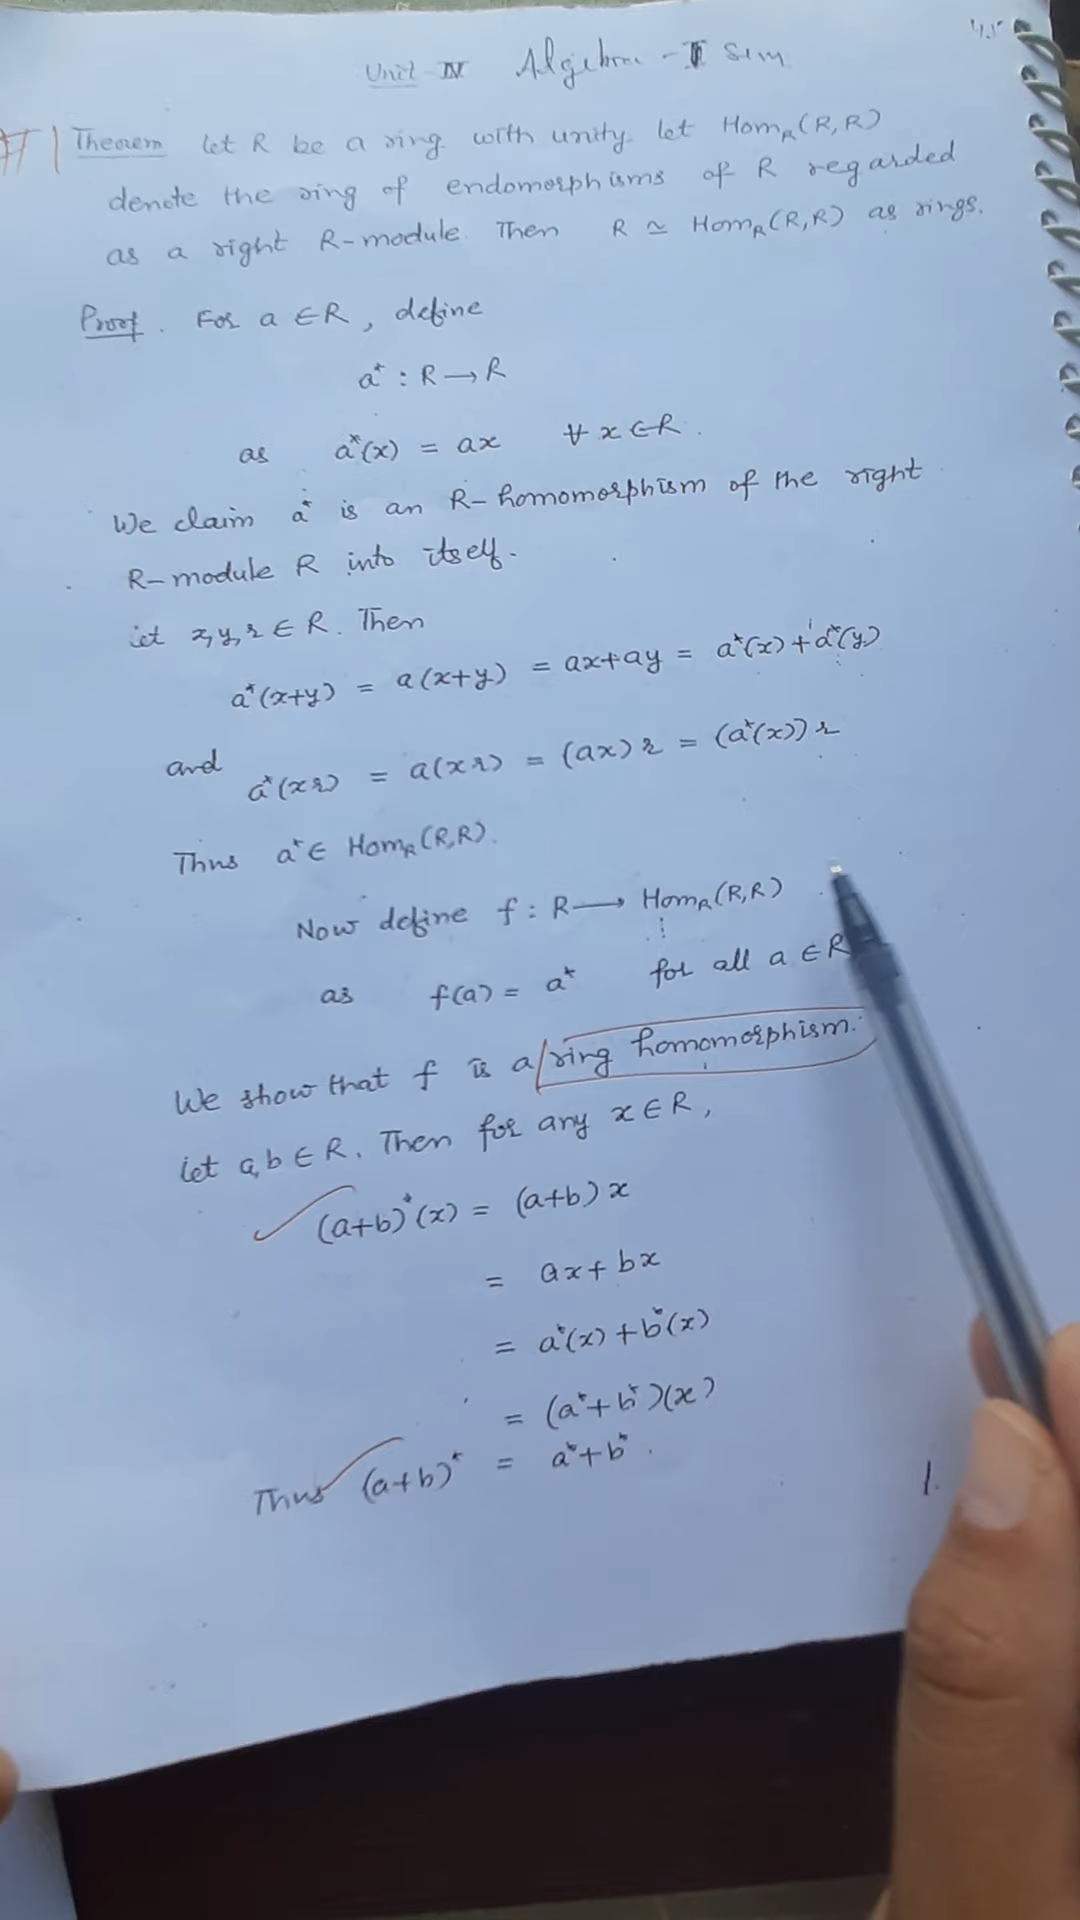 Unit IV Algebra - I Sem
#1 Theorem Let R be a ring with unity. Let Hom_R(R,R)
denote the ring of endomorphisms of R regarded
as a right R-module. Then R ≃ Hom_R(R,R) as rings.
Proof. For a ∈ R, define
a* : R → R
as a*(x) = ax ∀ x ∈ R.
We claim a* is an R-homomorphism of the right
R-module R into itself.
Let x, y, r ∈ R. Then
a*(x+y) = a(x+y) = ax+ay = a*(x)+a*(y)
and a*(xr) = a(xr) = (ax)r = (a*(x))r
Thus a* ∈ Hom_R(R,R).
Now define f : R → Hom_R(R,R)
as f(a) = a* for all a ∈ R
We show that f is a ring homomorphism.
Let a, b ∈ R. Then for any x ∈ R,
(a+b)*(x) = (a+b)x
= ax+bx
= a*(x)+b*(x)
= (a*+b*)(x)
Thus (a+b)* = a*+b*.
1.